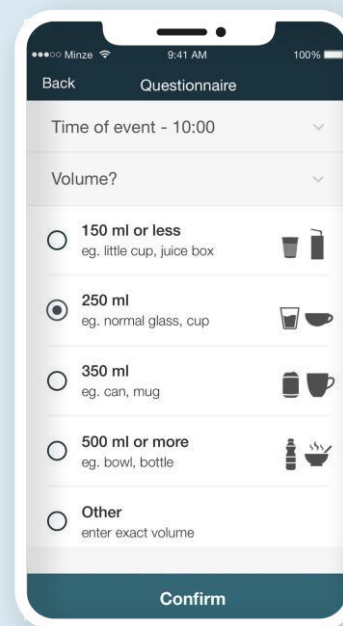 ●●●○○ Minze 9:41 AM 100%
Back Questionnaire
Time of event - 10:00
Volume?
150 ml or less
eg. little cup, juice box
250 ml
eg. normal glass, cup
350 ml
eg. can, mug
500 ml or more
eg. bowl, bottle
Other
enter exact volume
Confirm